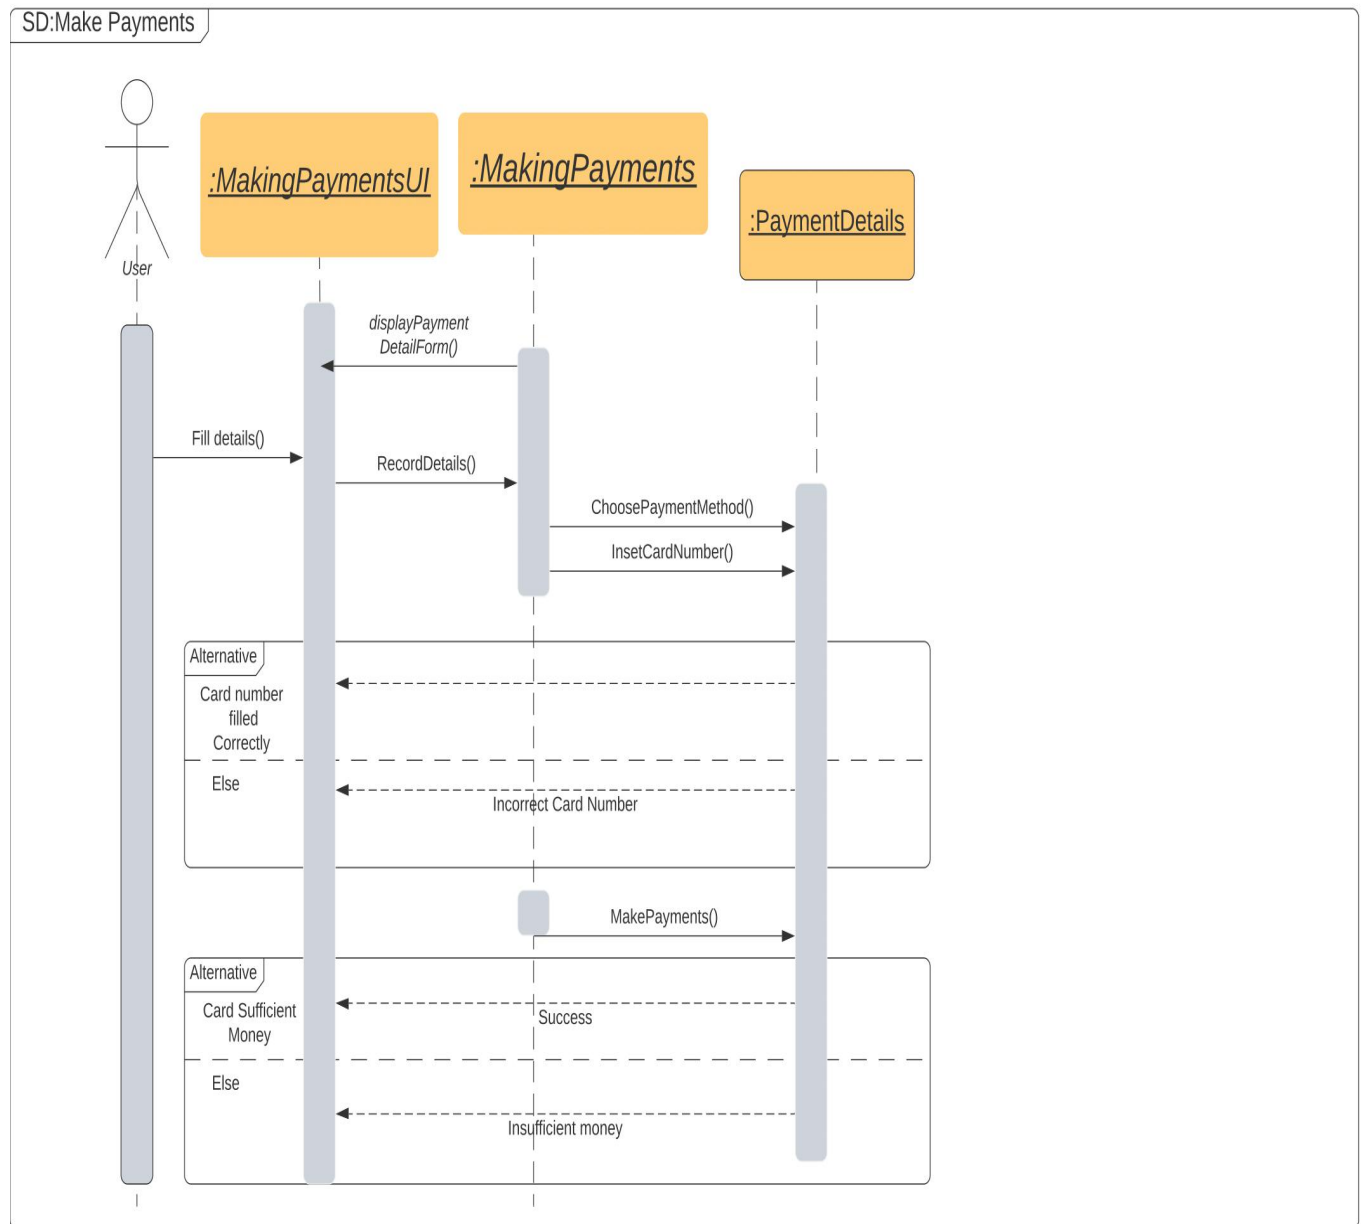 SD:Make Payments
:MakingPaymentsUI
:MakingPayments
:PaymentDetails
User
displayPayment
DetailForm()
Fill details()
RecordDetails()
ChoosePaymentMethod()
InsetCardNumber()
Alternative
Card number
filled
Correctly
Else
Incorrect Card Number
MakePayments()
Alternative
Card Sufficient
Money
Success
Else
Insufficient money